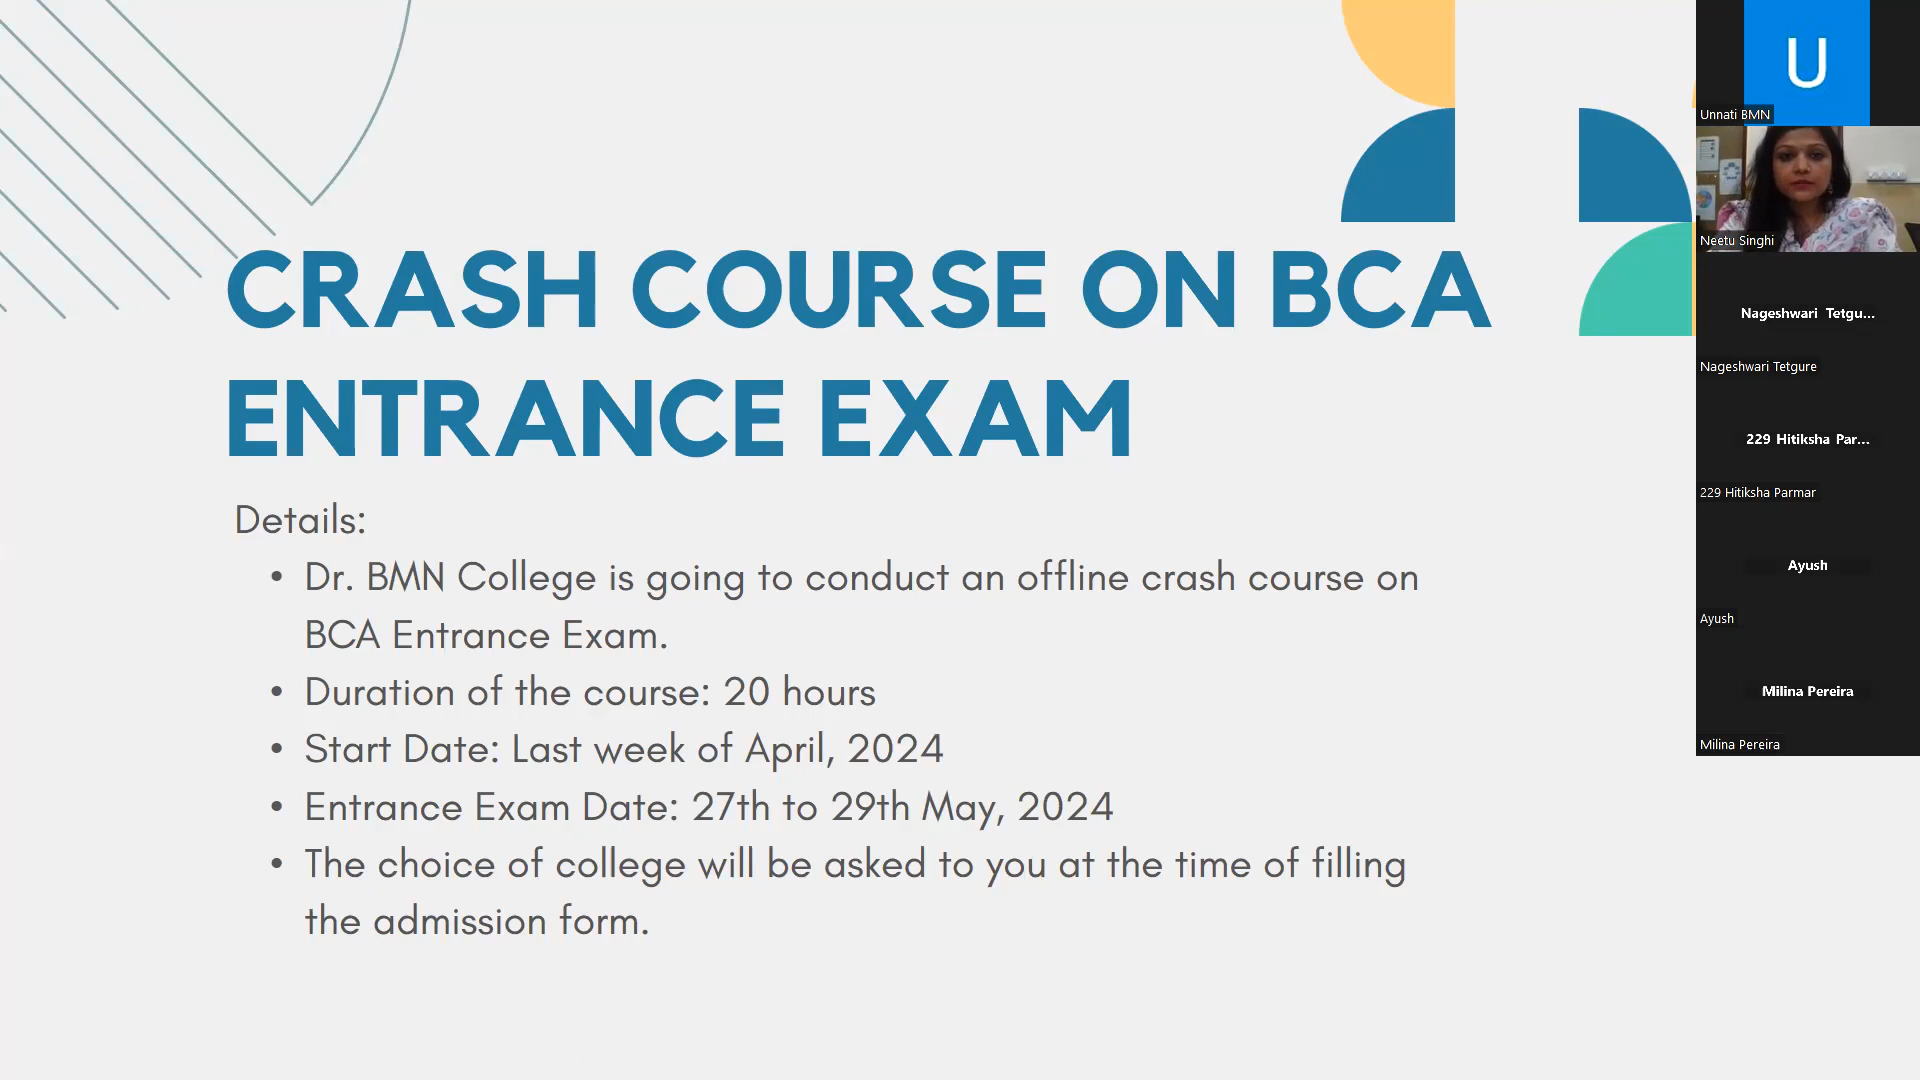 CRASH COURSE ON BCA
ENTRANCE EXAM
Details:
• Dr. BMN College is going to conduct an offline crash course on
BCA Entrance Exam.
• Duration of the course: 20 hours
• Start Date: Last week of April, 2024
• Entrance Exam Date: 27th to 29th May, 2024
• The choice of college will be asked to you at the time of filling
the admission form.
U
Unnati BMN
Neetu Singhi
Nageshwari Tetgu...
Nageshwari Tetgure
229 Hitiksha Par...
229 Hitiksha Parmar
Ayush
Ayush
Milina Pereira
Milina Pereira